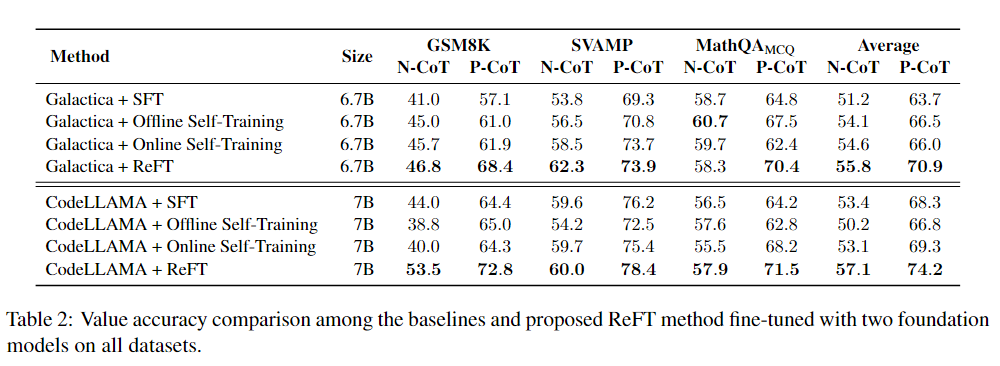 Method Size GSM8K SVAMP MathQA_MCQ Average
N-CoT P-CoT N-CoT P-CoT N-CoT P-CoT N-CoT P-CoT
Galactica + SFT 6.7B 41.0 57.1 53.8 69.3 58.7 64.8 51.2 63.7
Galactica + Offline Self-Training 6.7B 45.0 61.0 56.5 70.8 60.7 67.5 54.1 66.5
Galactica + Online Self-Training 6.7B 45.7 61.9 58.5 73.7 59.7 62.4 54.6 66.0
Galactica + ReFT 6.7B 46.8 68.4 62.3 73.9 58.3 70.4 55.8 70.9
CodeLLAMA + SFT 7B 44.0 64.4 59.6 76.2 56.5 64.2 53.4 68.3
CodeLLAMA + Offline Self-Training 7B 38.8 65.0 54.2 72.5 57.6 62.8 50.2 66.8
CodeLLAMA + Online Self-Training 7B 40.0 64.3 59.7 75.4 55.5 68.2 53.1 69.3
CodeLLAMA + ReFT 7B 53.5 72.8 60.0 78.4 57.9 71.5 57.1 74.2
Table 2: Value accuracy comparison among the baselines and proposed ReFT method fine-tuned with two foundation
models on all datasets.